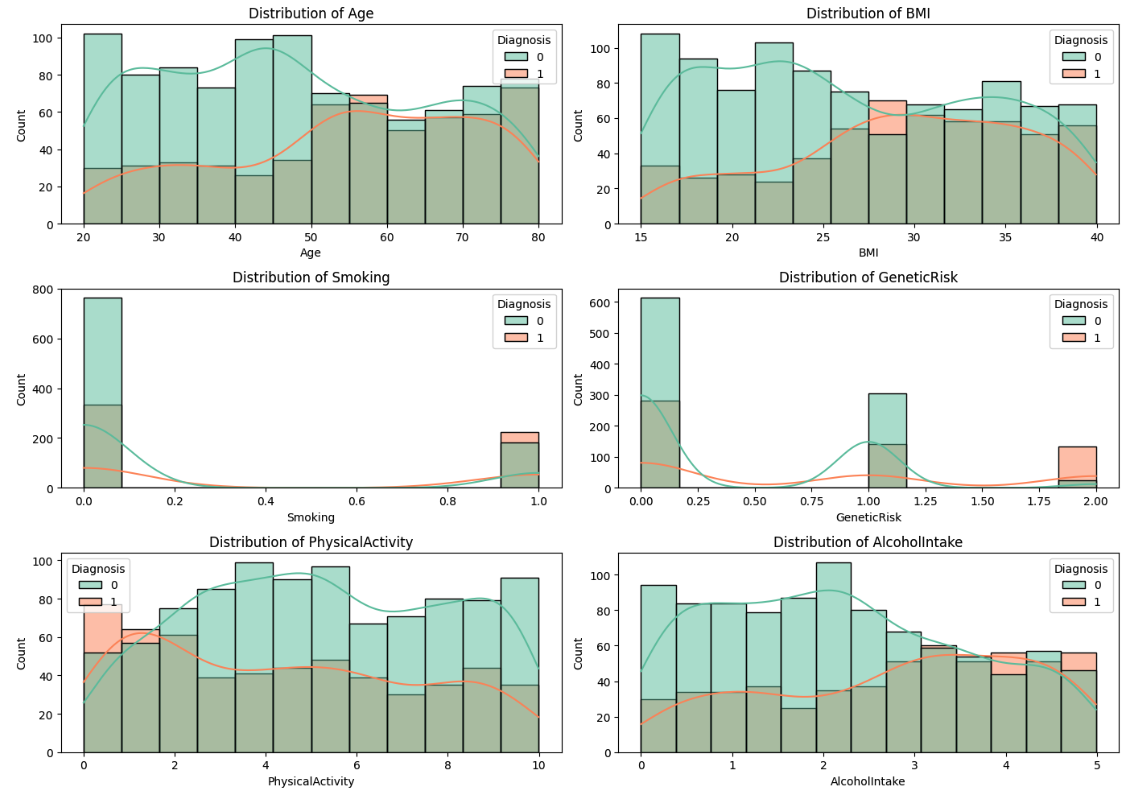 Distribution of Age
Count
100
80
60
40
20
0
20 30 40 50 60 70 80
Age
Diagnosis
0
1
Distribution of BMI
Count
100
80
60
40
20
0
15 20 25 30 35 40
BMI
Diagnosis
0
1
Distribution of Smoking
Count
800
600
400
200
0
0.0 0.2 0.4 0.6 0.8 1.0
Smoking
Diagnosis
0
1
Distribution of GeneticRisk
Count
600
500
400
300
200
100
0
0.00 0.25 0.50 0.75 1.00 1.25 1.50 1.75 2.00
GeneticRisk
Diagnosis
0
1
Distribution of PhysicalActivity
Count
100
80
60
40
20
0
0 2 4 6 8 10
PhysicalActivity
Diagnosis
0
1
Distribution of AlcoholIntake
Count
100
80
60
40
20
0
0 1 2 3 4 5
AlcoholIntake
Diagnosis
0
1